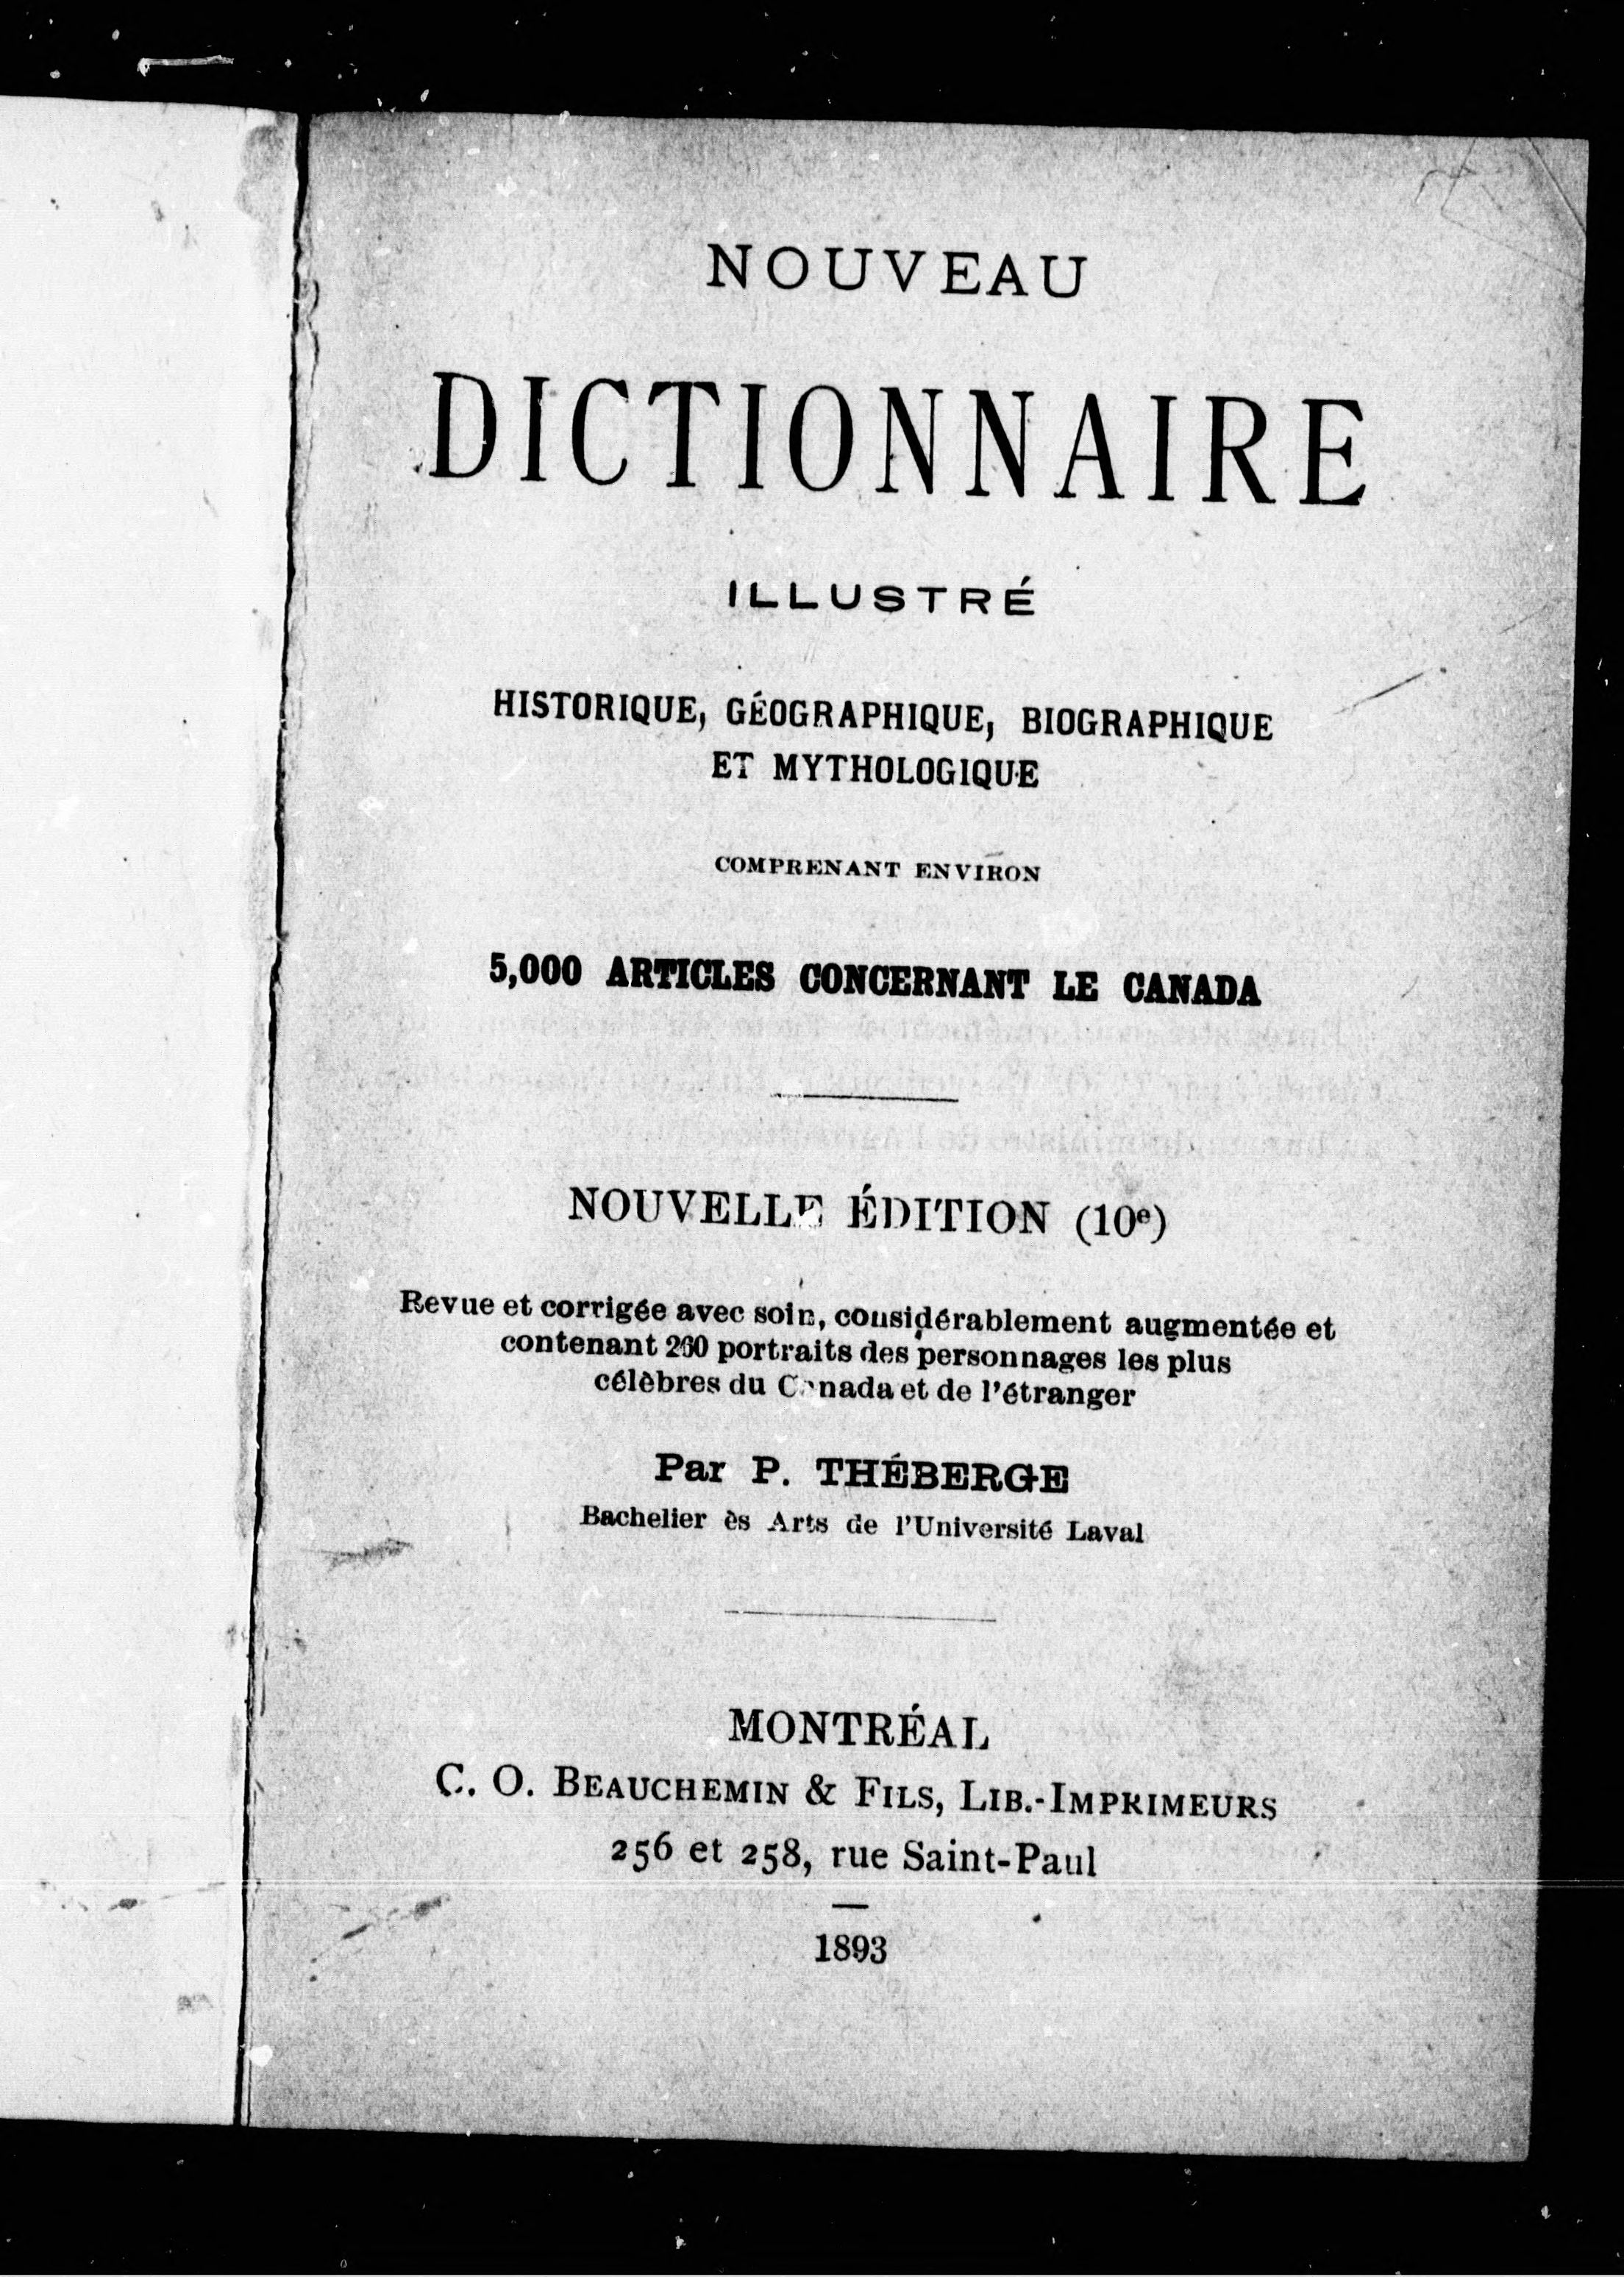 NOUVEAU
DICTIONNAIRE
ILLUSTRÉ
HISTORIQUE, GÉOGRAPHIQUE, BIOGRAPHIQUE
ET MYTHOLOGIQUE
COMPRENANT ENVIRON
5,000 ARTICLES CONCERNANT LE CANADA
NOUVELLE ÉDITION (10e)
Revue et corrigée avec soin, considérablement augmentée et
contenant 260 portraits des personnages les plus
célèbres du Canada et de l'étranger
Par P. THÉBERGE
Bachelier ès Arts de l'Université Laval
MONTRÉAL
C. O. BEAUCHEMIN & FILS, LIB.-IMPRIMEURS
256 et 258, rue Saint-Paul
1893